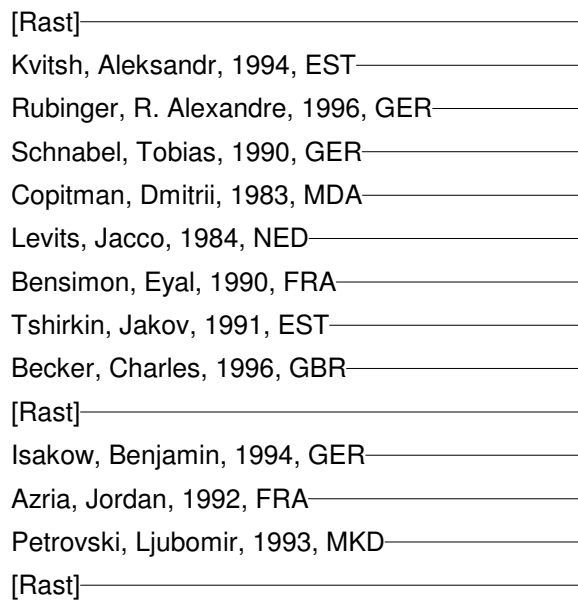 [Rast]
Kvitsh, Aleksandr, 1994, EST
Rubinger, R. Alexandre, 1996, GER
Schnabel, Tobias, 1990, GER
Copitman, Dmitrii, 1983, MDA
Levits, Jacco, 1984, NED
Bensimon, Eyal, 1990, FRA
Tshirkin, Jakov, 1991, EST
Becker, Charles, 1996, GBR
[Rast]
Isakow, Benjamin, 1994, GER
Azria, Jordan, 1992, FRA
Petrovski, Ljubomir, 1993, MKD
[Rast]